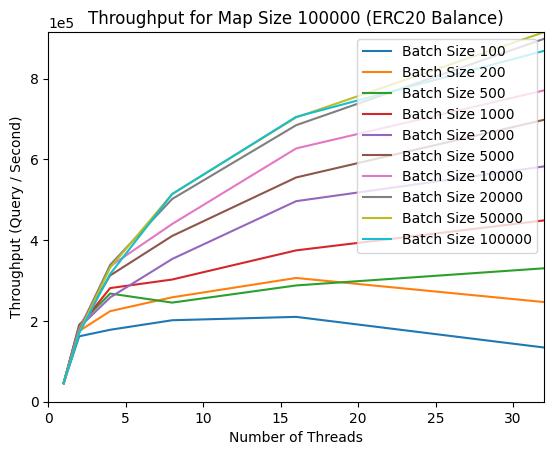 Throughput for Map Size 100000 (ERC20 Balance)
1e5
Throughput (Query / Second)
8
6
4
2
0
0
5
10
15
20
25
30
Number of Threads
Batch Size 100
Batch Size 200
Batch Size 500
Batch Size 1000
Batch Size 2000
Batch Size 5000
Batch Size 10000
Batch Size 20000
Batch Size 50000
Batch Size 100000